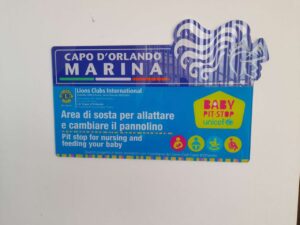 CAPO D'ORLANDO
MARINA
Lions Clubs International
Area di sosta per allattare
e cambiare il pannolino
Pit stop for nursing and
feeding your baby
BABY
PIT-STOP
unicef